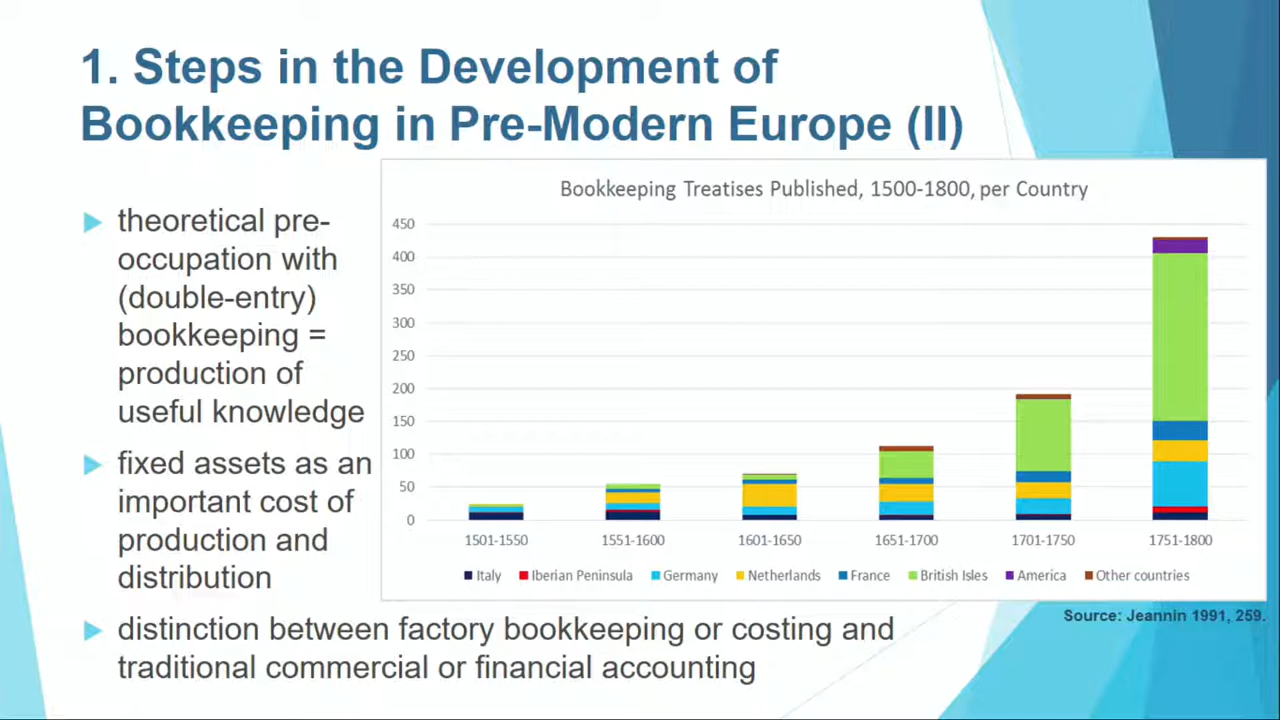 1. Steps in the Development of
Bookkeeping in Pre-Modern Europe (II)
theoretical pre-
occupation with
(double-entry)
bookkeeping =
production of
useful knowledge
fixed assets as an
important cost of
production and
distribution
distinction between factory bookkeeping or costing and
traditional commercial or financial accounting
Bookkeeping Treatises Published, 1500-1800, per Country
450
400
350
300
250
200
150
100
50
0
1501-1550 1551-1600 1601-1650 1651-1700 1701-1750 1751-1800
Italy Iberian Peninsula Germany Netherlands France British Isles America Other countries
Source: Jeannin 1991, 259.